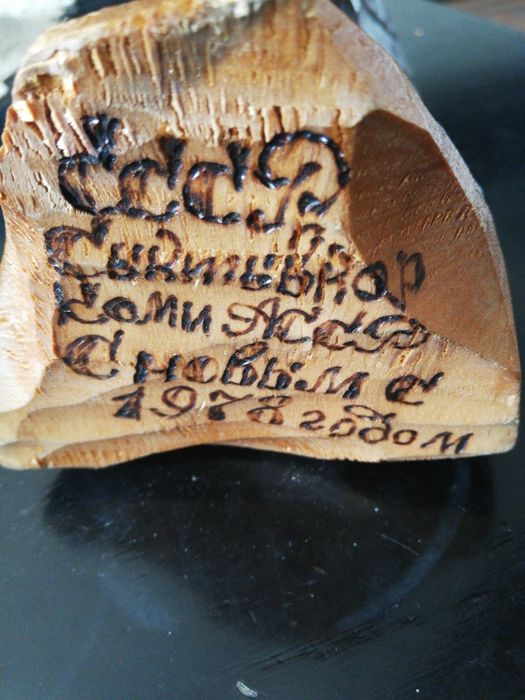 СССР
Сыктывкар
Коми АССР
С новым с
1978 годом